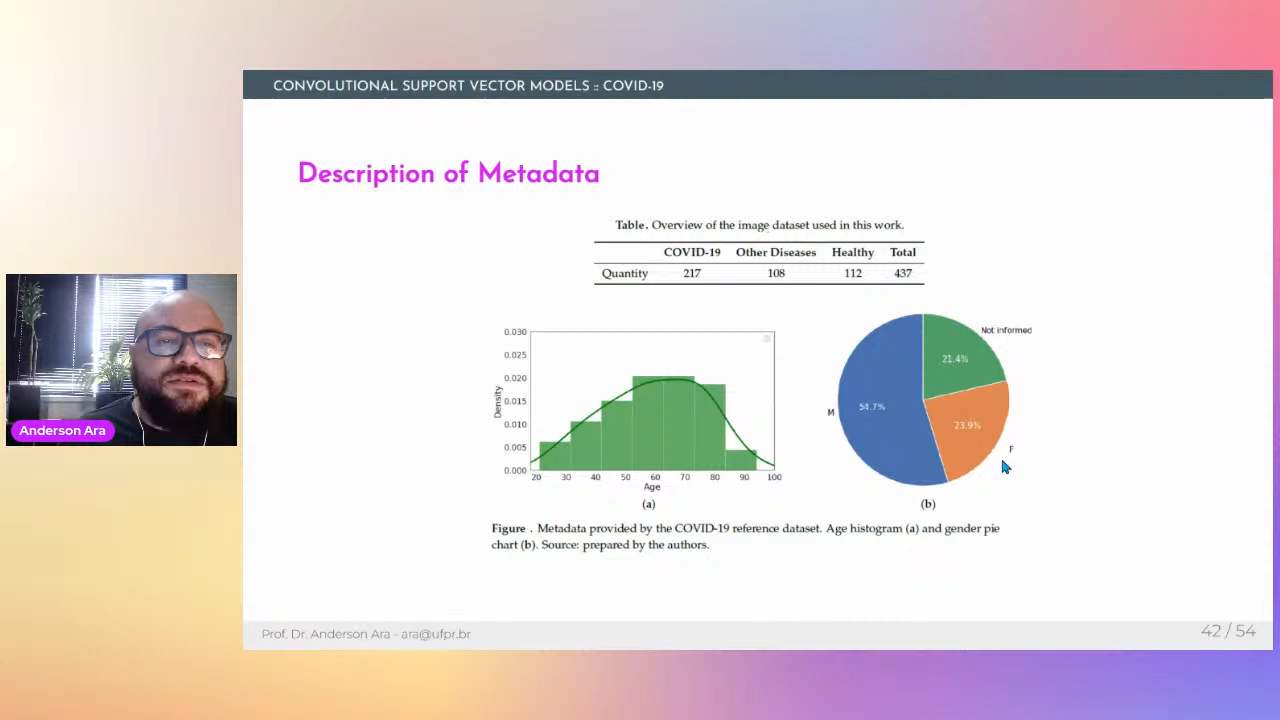 CONVOLUTIONAL SUPPORT VECTOR MODELS :: COVID-19
Description of Metadata
Table. Overview of the image dataset used in this work.
COVID-19 Other Diseases Healthy Total
Quantity 217 108 112 437
0.030
0.025
0.020
0.015
0.010
0.005
0.000
Density
20 30 40 50 60 70 80 90 100
Age
(a)
Not informed
21.4%
M
54.7%
23.9%
F
(b)
Figure . Metadata provided by the COVID-19 reference dataset. Age histogram (a) and gender pie
chart (b). Source: prepared by the authors.
Anderson Ara
Prof. Dr. Anderson Ara - ara@ufpr.br
42 / 54